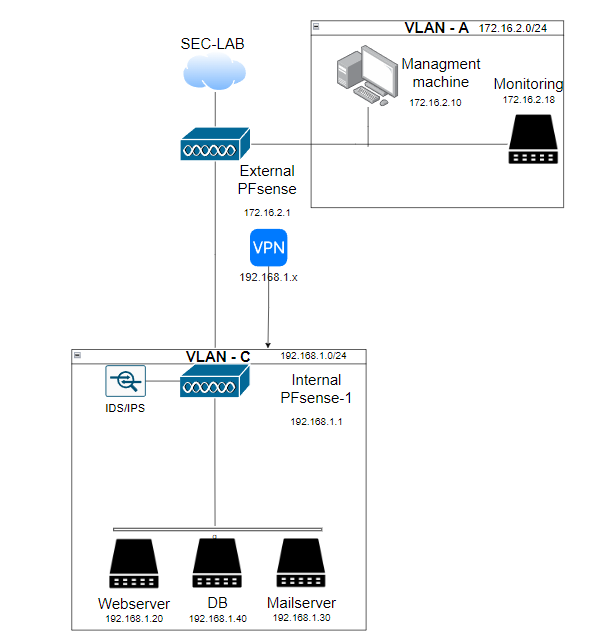 SEC-LAB
VLAN - A 172.16.2.0/24
Managment
machine
172.16.2.10
Monitoring
172.16.2.18
External
PFsense
172.16.2.1
VPN
192.168.1.x
VLAN - C 192.168.1.0/24
IDS/IPS
Internal
PFsense-1
192.168.1.1
Webserver
192.168.1.20
DB
192.168.1.40
Mailserver
192.168.1.30